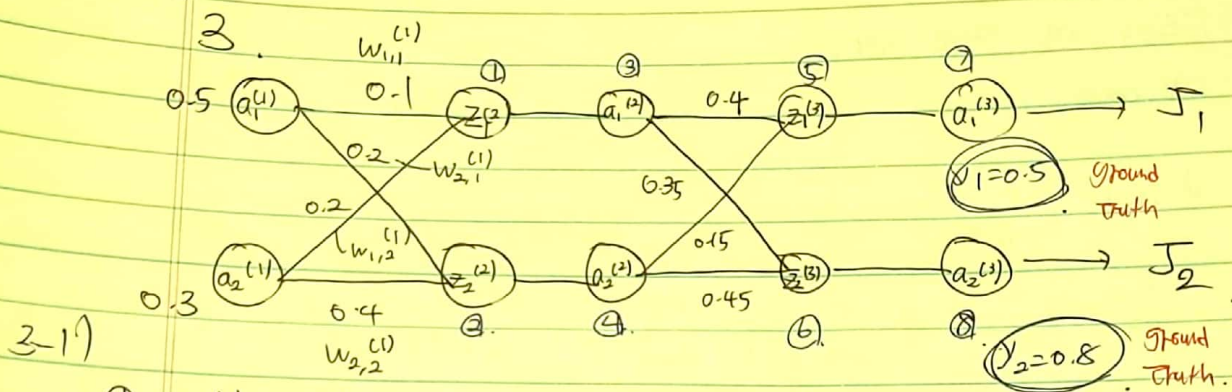 3.
w₁,₁⁽¹⁾
① ③ ⑤ ⑦
0.5 a₁⁽¹⁾ 0.1 z₁⁽² a₁⁽²⁾ 0.4 z₁⁽³⁾ a₁⁽³⁾ J₁
0.2 w₂,₁⁽¹⁾ 0.35 y₁=0.5 ground
truth
0.2 w₁,₂⁽¹⁾ 0.15
a₂⁽¹⁾ z₂⁽²⁾ a₂⁽²⁾ z₂⁽³⁾ a₂⁽³⁾ J₂
0.3 0.4 0.45
② ④ ⑥. ⑧.
3-1) w₂,₂⁽¹⁾ y₂=0.8 ground
truth.